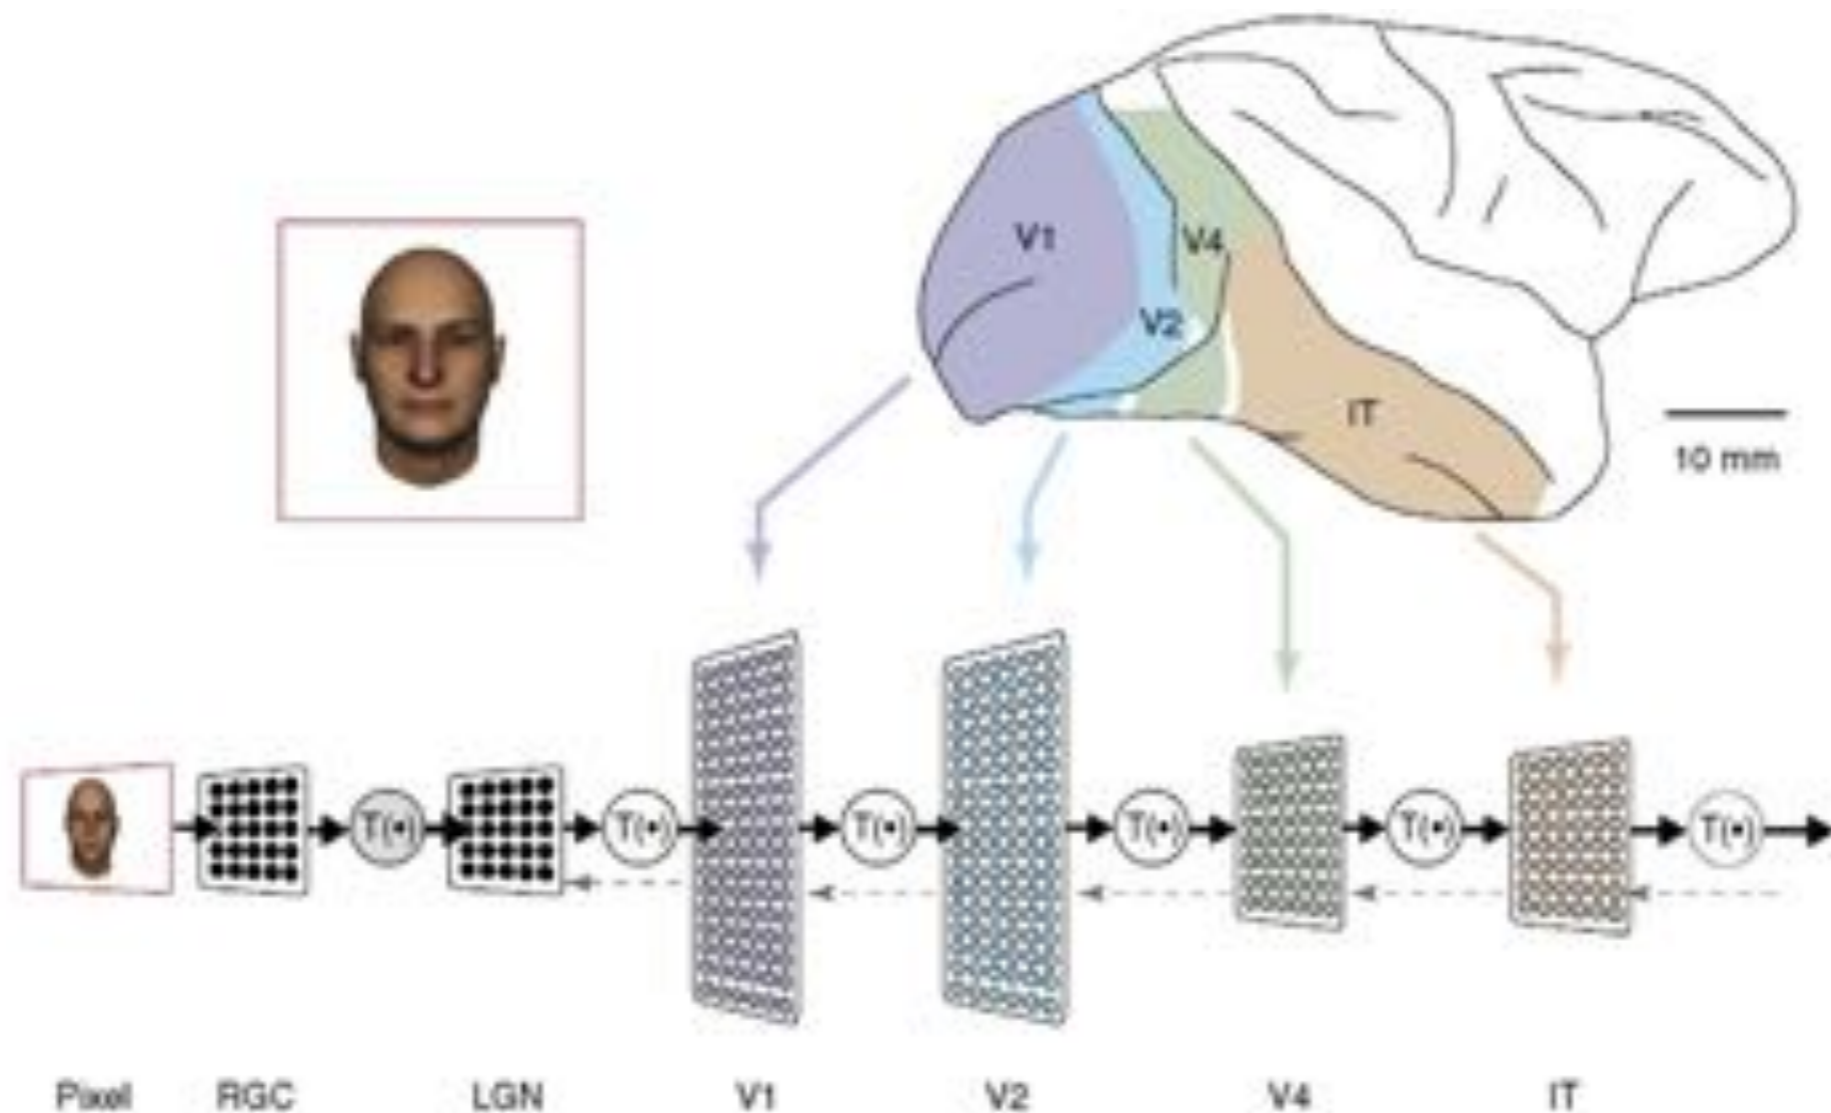 V1
V4
V2
IT
10 mm
T(•) T(•) T(•) T(•) T(•) T(•)
Pixel RGC LGN V1 V2 V4 IT